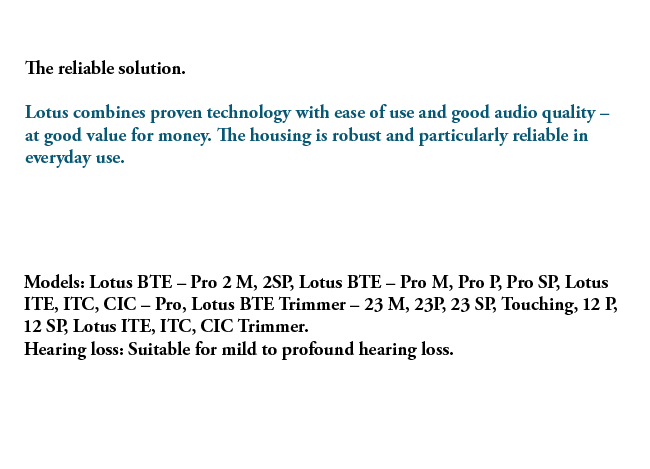 The reliable solution.
Lotus combines proven technology with ease of use and good audio quality –
at good value for money. The housing is robust and particularly reliable in
everyday use.
Models: Lotus BTE – Pro 2 M, 2SP, Lotus BTE – Pro M, Pro P, Pro SP, Lotus
ITE, ITC, CIC – Pro, Lotus BTE Trimmer – 23 M, 23P, 23 SP, Touching, 12 P,
12 SP, Lotus ITE, ITC, CIC Trimmer.
Hearing loss: Suitable for mild to profound hearing loss.